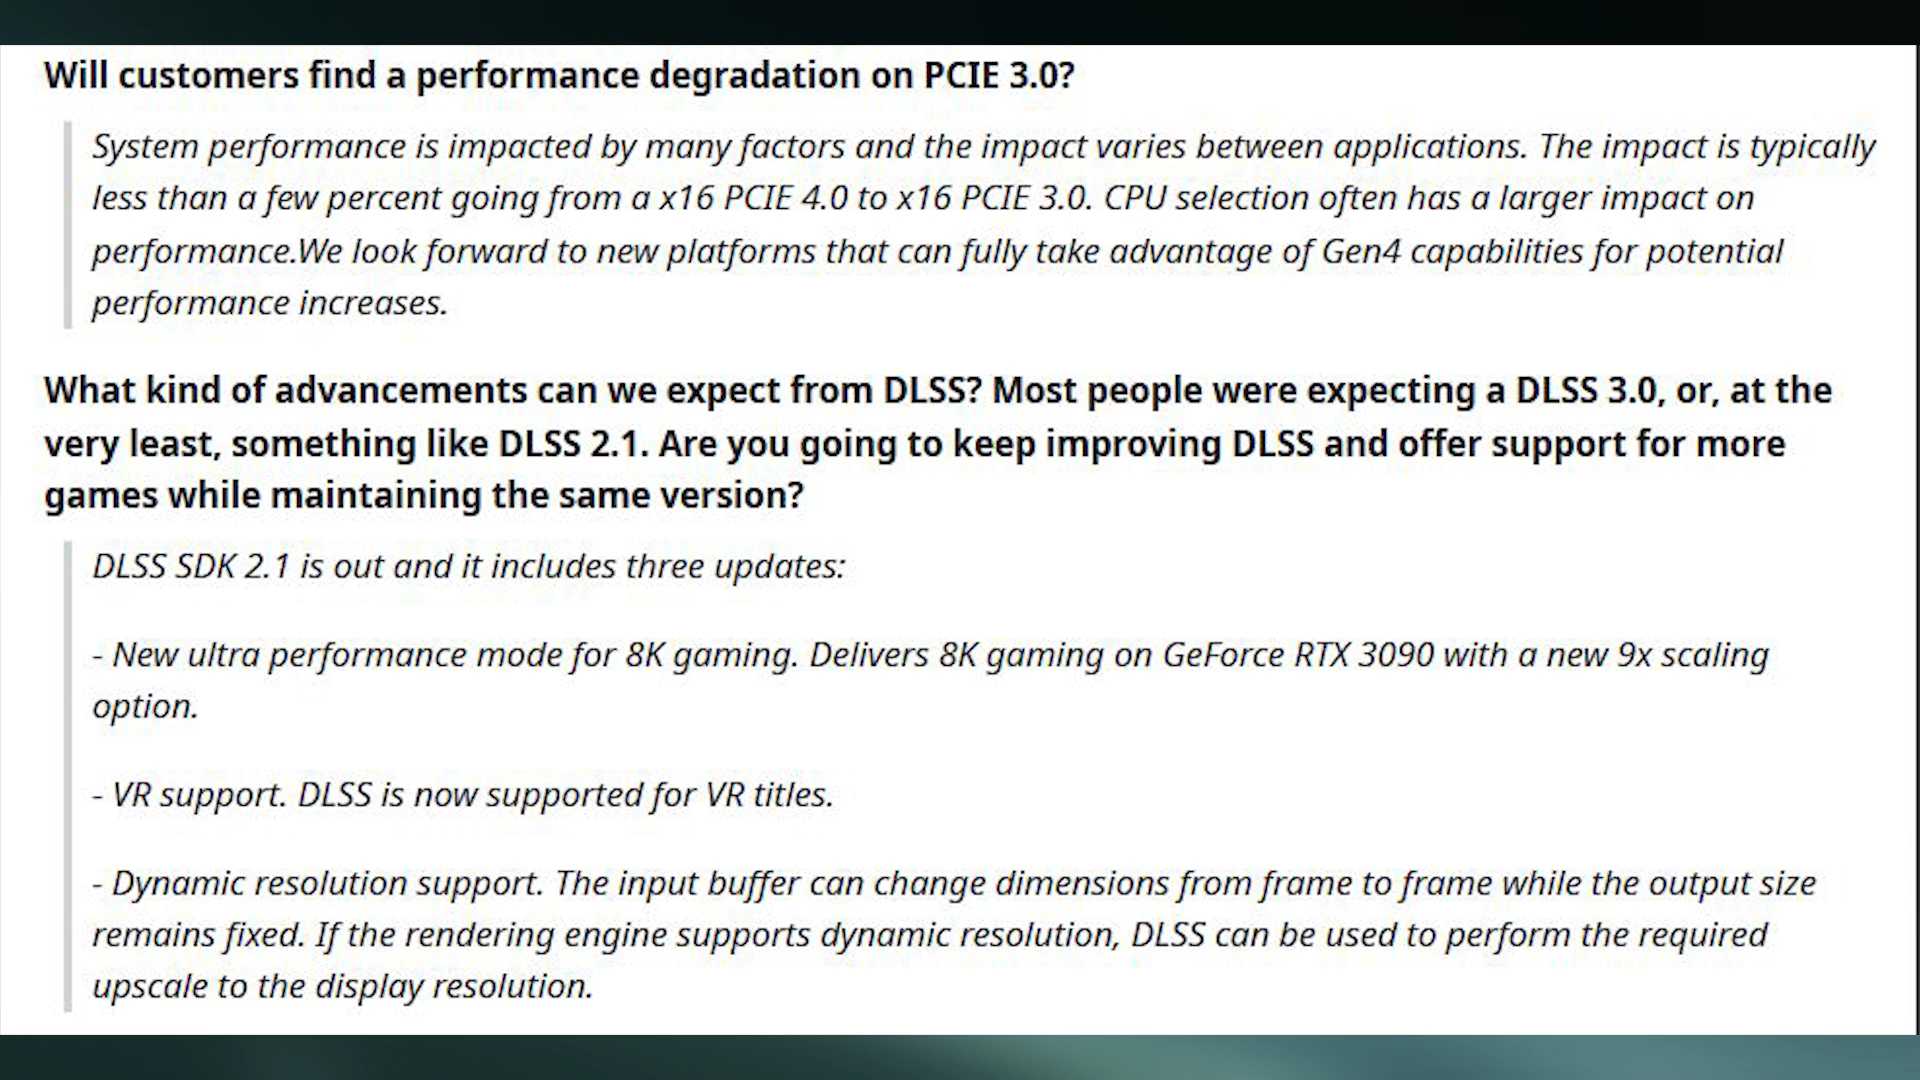 Will customers find a performance degradation on PCIE 3.0?
System performance is impacted by many factors and the impact varies between applications. The impact is typically
less than a few percent going from a x16 PCIE 4.0 to x16 PCIE 3.0. CPU selection often has a larger impact on
performance.We look forward to new platforms that can fully take advantage of Gen4 capabilities for potential
performance increases.
What kind of advancements can we expect from DLSS? Most people were expecting a DLSS 3.0, or, at the
very least, something like DLSS 2.1. Are you going to keep improving DLSS and offer support for more
games while maintaining the same version?
DLSS SDK 2.1 is out and it includes three updates:
- New ultra performance mode for 8K gaming. Delivers 8K gaming on GeForce RTX 3090 with a new 9x scaling
option.
- VR support. DLSS is now supported for VR titles.
- Dynamic resolution support. The input buffer can change dimensions from frame to frame while the output size
remains fixed. If the rendering engine supports dynamic resolution, DLSS can be used to perform the required
upscale to the display resolution.